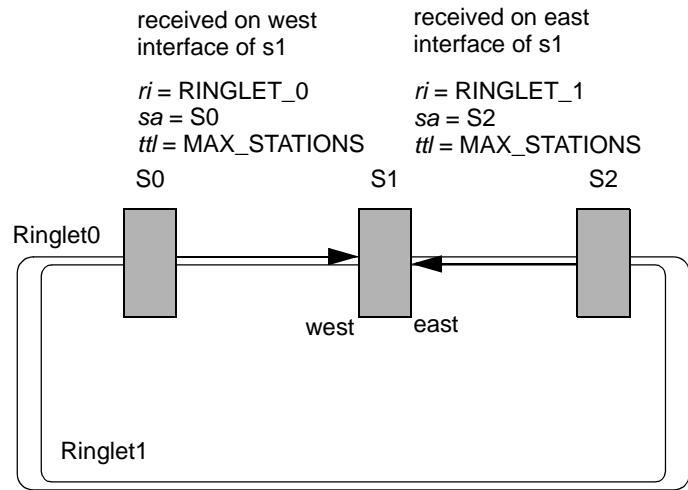 received on west
interface of s1
ri = RINGLET_0
sa = S0
ttl = MAX_STATIONS
received on east
interface of s1
ri = RINGLET_1
sa = S2
ttl = MAX_STATIONS
S0
S1
S2
Ringlet0
west
east
Ringlet1